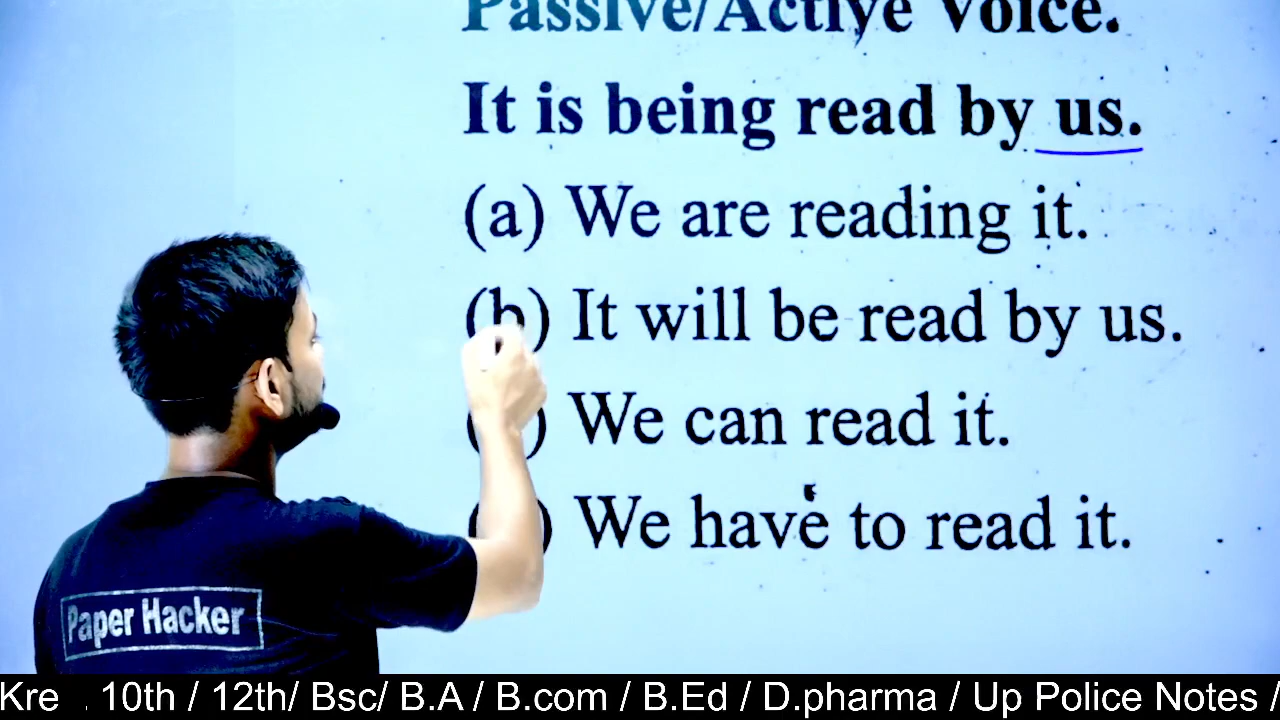 Passive/Active Voice.
It is being read by us.
(a) We are reading it.
(b) It will be read by us.
We can read it.
We have to read it.
Paper Hacker
Kre . 10th / 12th/ Bsc/ B.A / B.com / B.Ed / D.pharma / Up Police Notes /